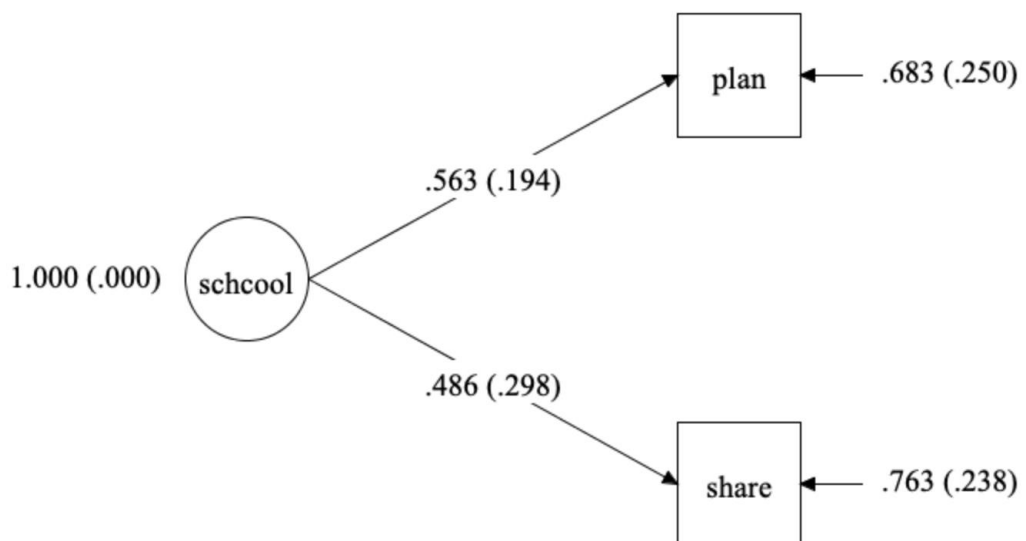 plan
.683 (.250)
.563 (.194)
1.000 (.000)
schcool
.486 (.298)
share
.763 (.238)